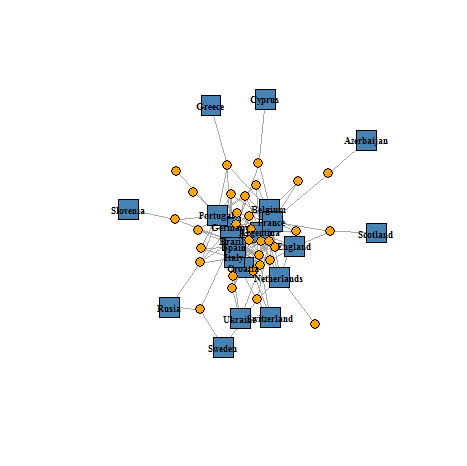 Cyprus
Greece
Azerbaijan
Slovenia
Belgium
Portugal
France
Germany
Argentina
Scotland
Brazil
England
Spain
Italy
Croatia
Netherlands
Rusia
Ukraine
Switzerland
Sweden